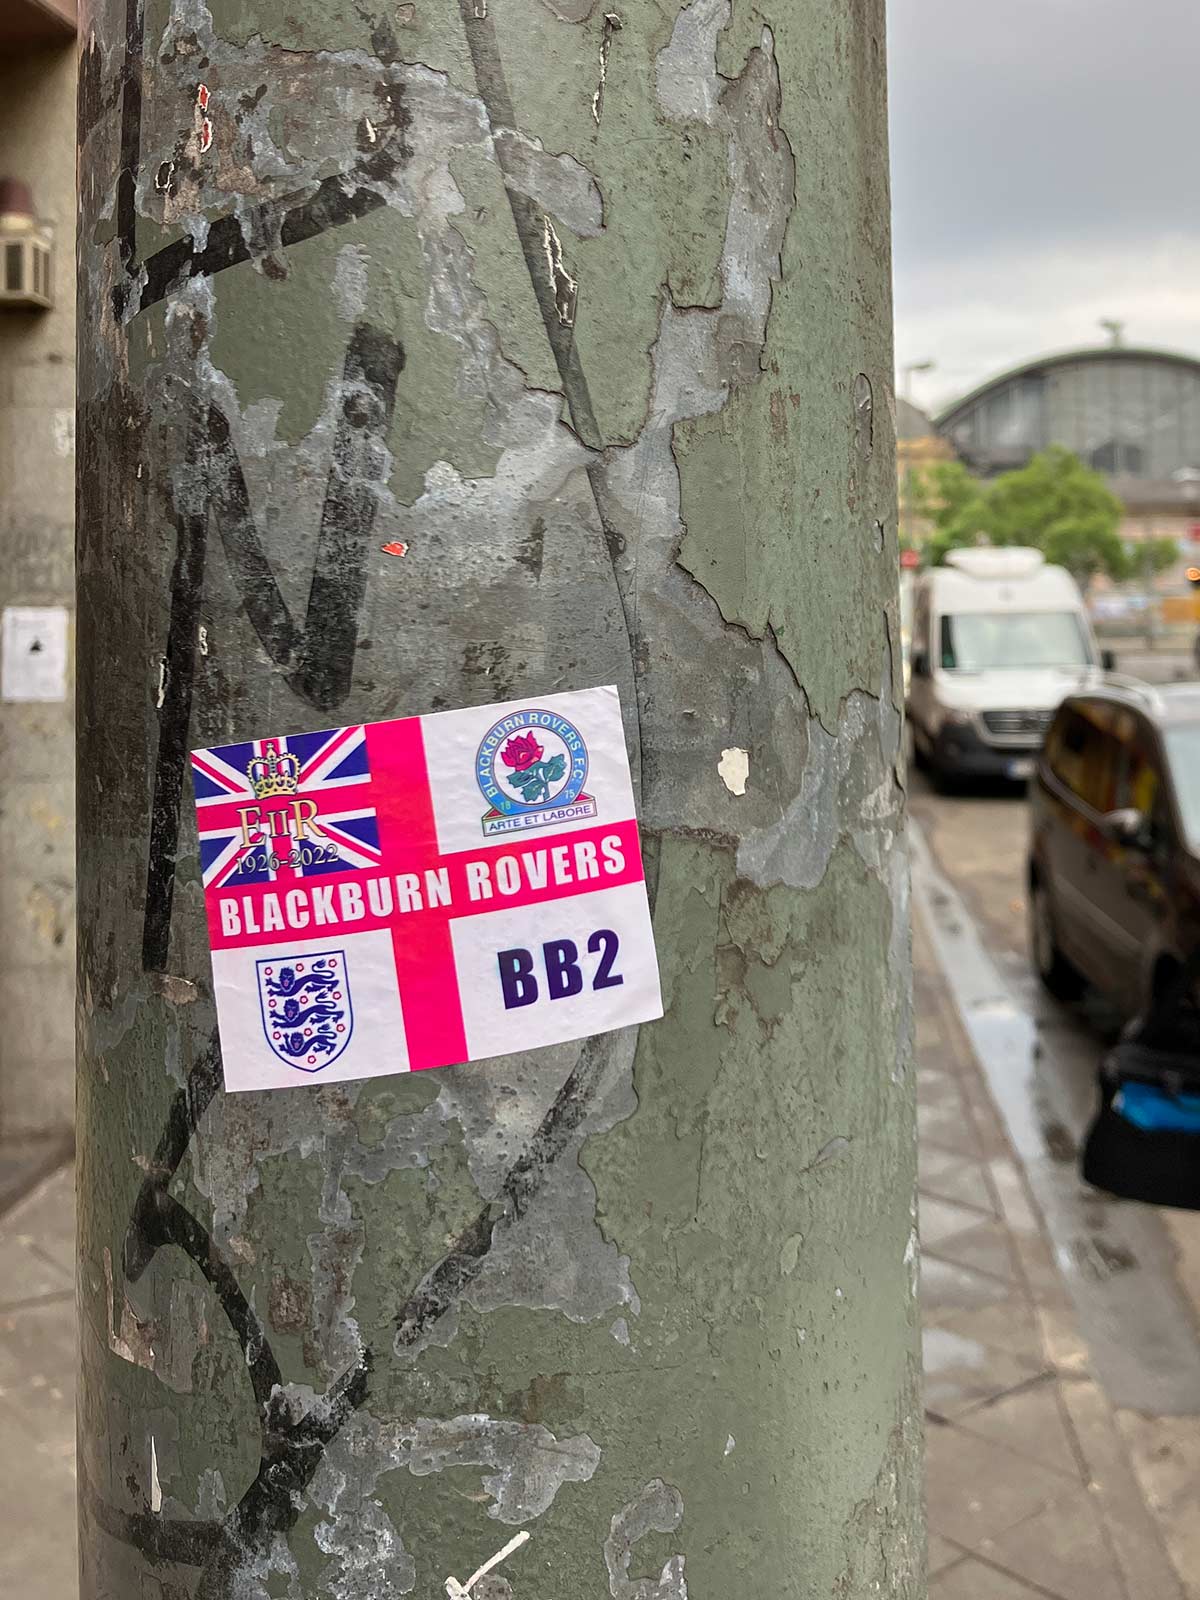 EIIR
1926-2022
BLACKBURN ROVERS F.C.
18 75
ARTE ET LABORE
BLACKBURN ROVERS
BB2